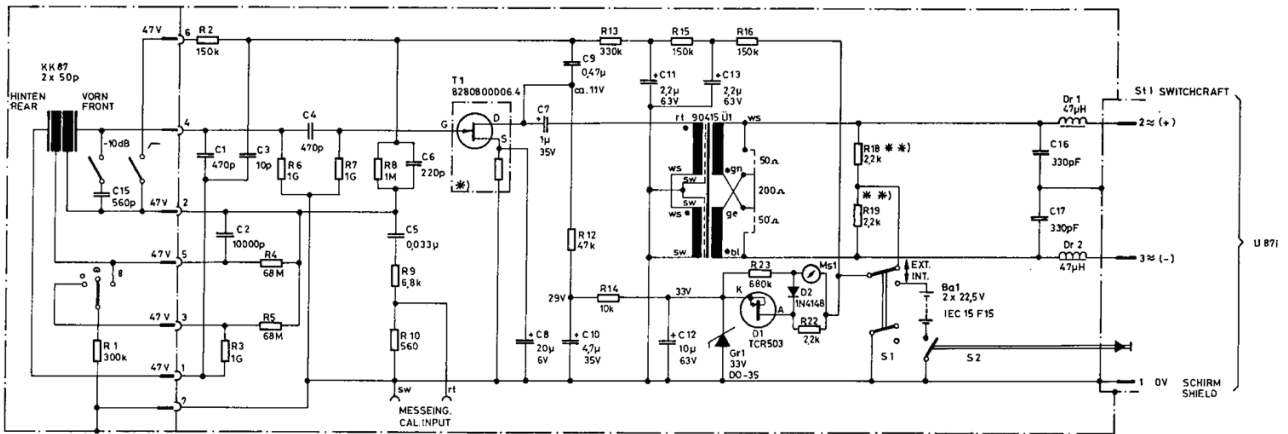 47V 6 R2 150k
R13 330k
R15 150k
R16 150k
KK87
2 x 50p
HINTEN VORN
REAR FRONT
C9 0,47µ
ca. 11V
T1
8280800006.4
C11 2,2µ 63V
C13 2,2µ 63V
St1 SWITCHCRAFT
Dr1 47µH
2≈(+)
4
-10dB
C4 470p
G D S
C7 1µ 35V
rt 90415 Ü1 ws
C1 470p
C3 10p
R6 1G
R7 1G
R8 1M
C6 220p
*)
C15 560p
50Ω
200Ω
50Ω
ws gn
sw
sw
ws ge
sw bl
R18 **)
2,2k
**)
R19
2,2k
C16 330pF
C17 330pF
Dr 2 47µH
3≈(-)
U 87i
47V 2
C2 10000p
C5 0,033µ
R12 47k
47V 5
R4 68M
8
R9 6,8k
R23 680k
Ms1
EXT.
INT.
Ba1
2 x 22,5V
IEC 15 F15
29V
R14 10k
33V
K A
D2 1N4148
D1
TCR503
R22 2,2k
47V 3
R5 68M
R1 300k
R3 1G
R10 560
C8 20µ 6V
C10 4,7µ 35V
C12 10µ 63V
Gr1
33V
DO-35
S1
S2
47V 1
7
sw rt
MESSEING.
CAL.INPUT
1 0V SCHIRM
SHIELD